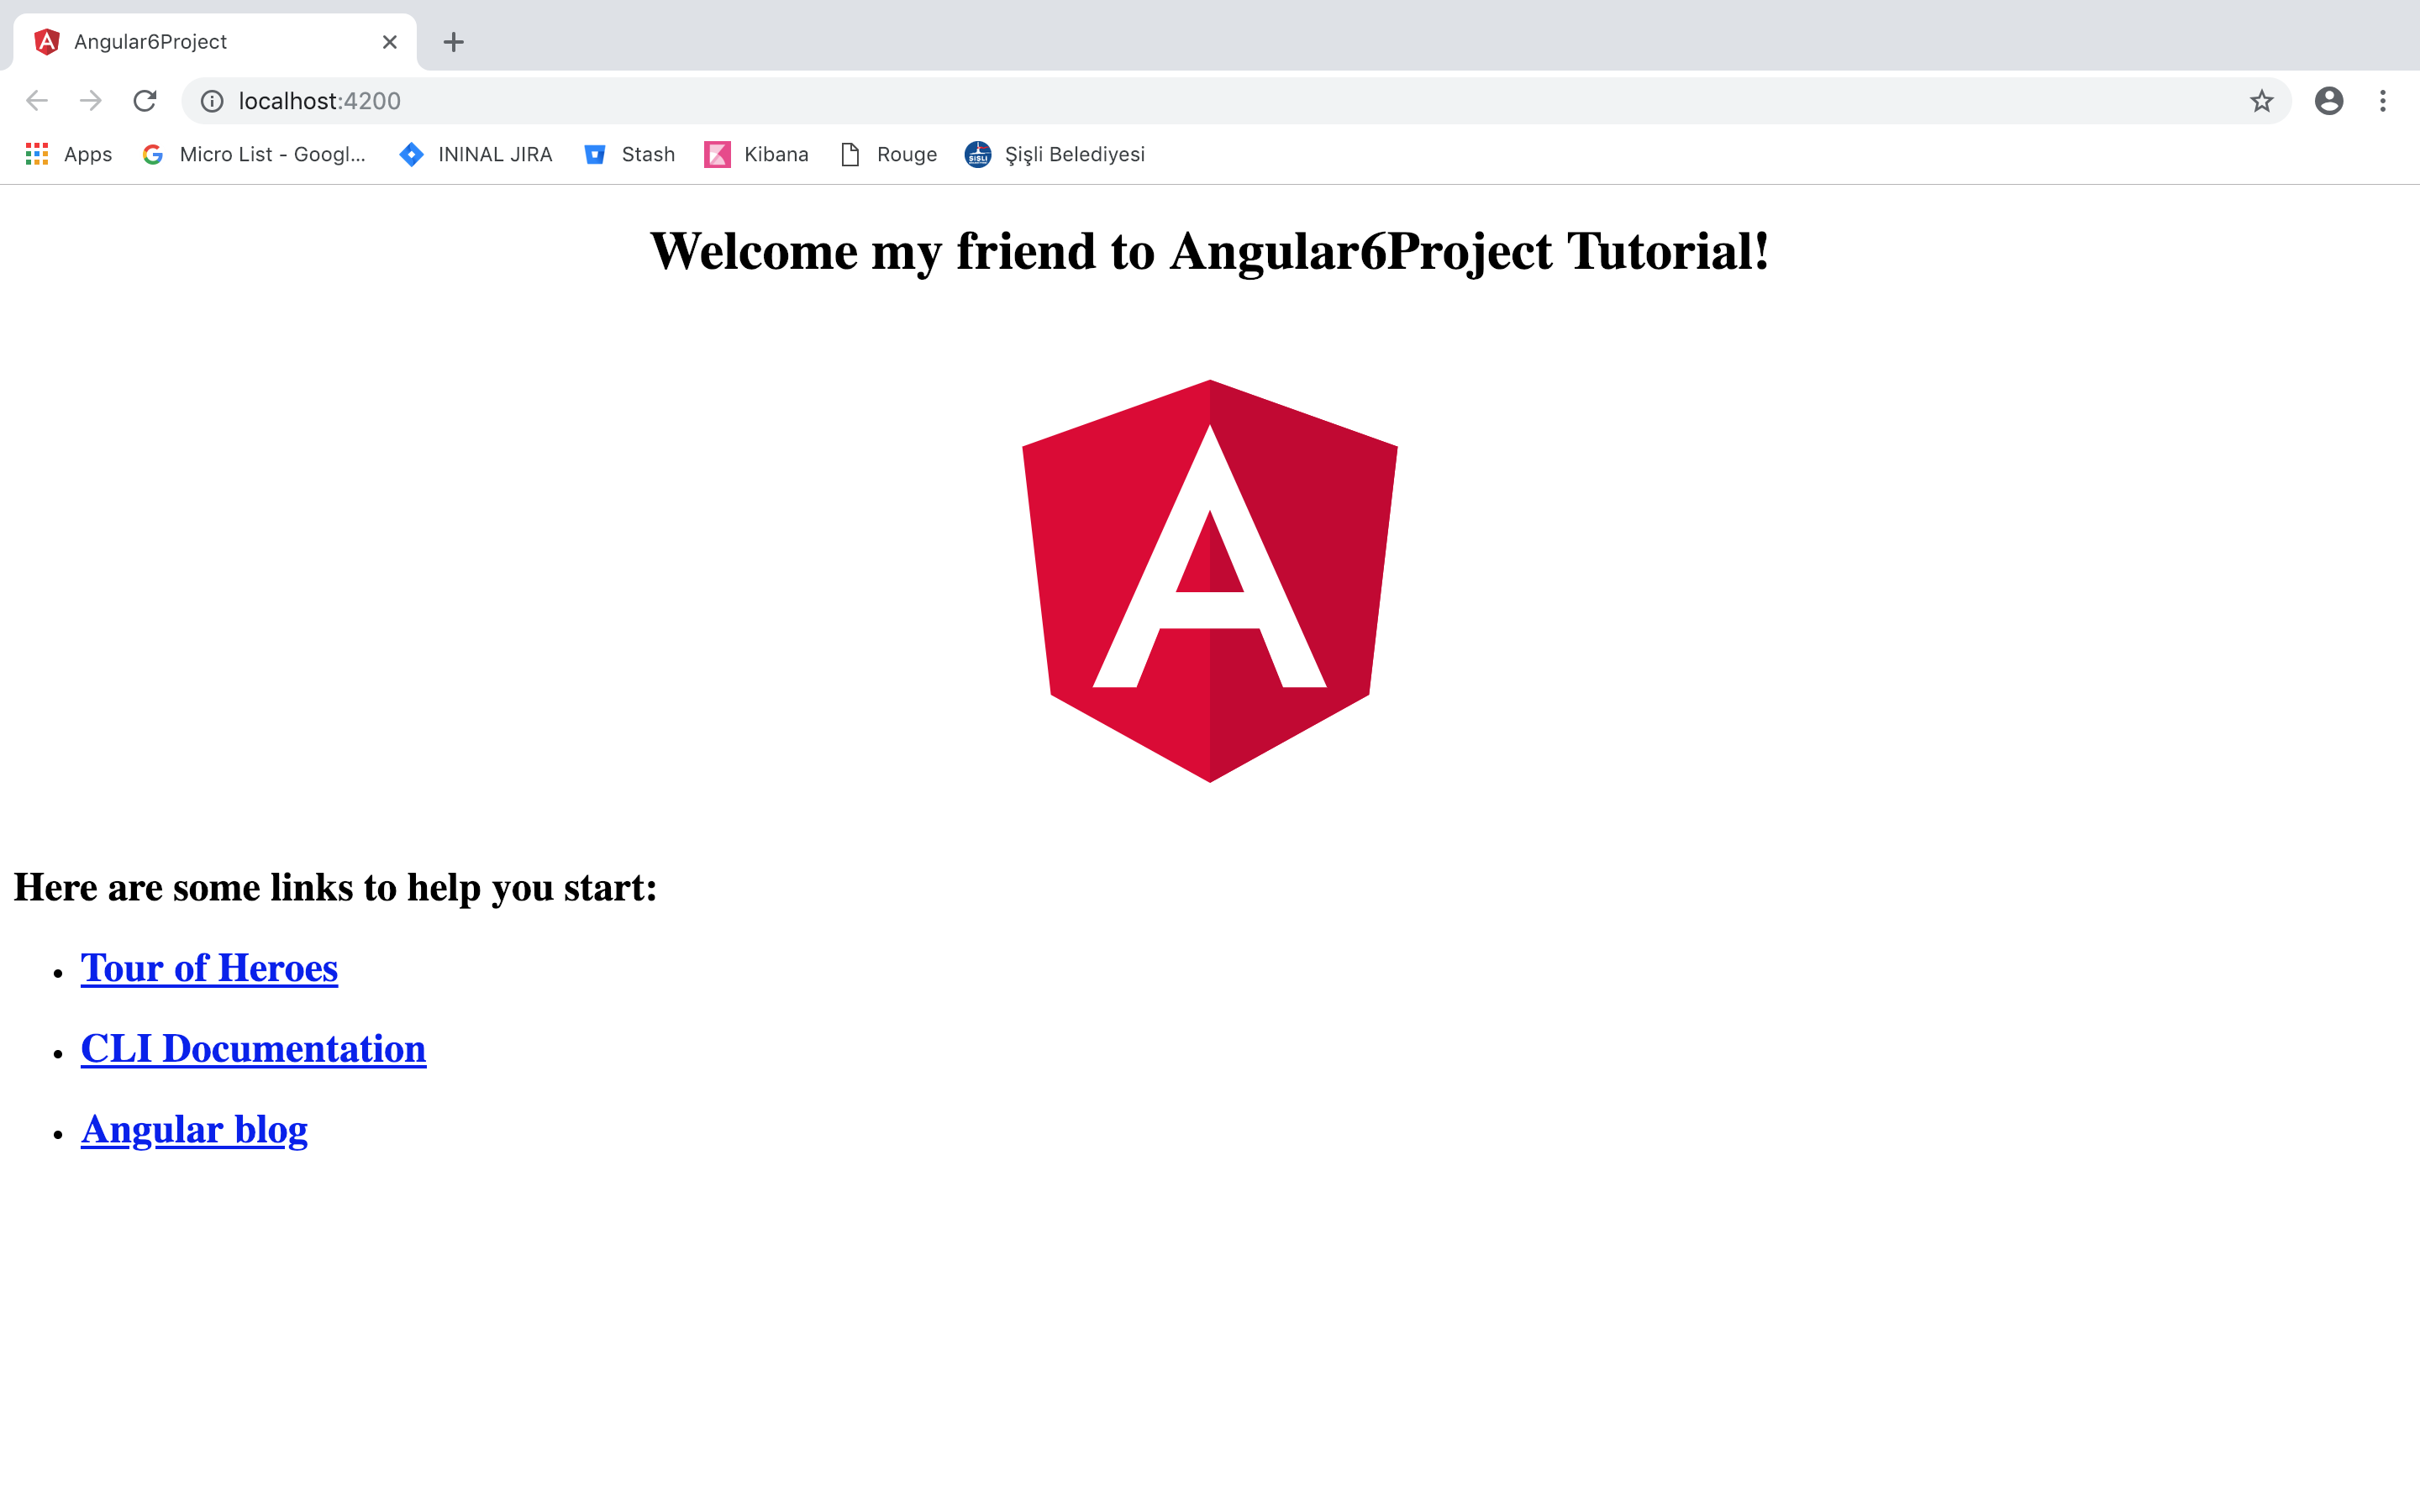 Angular6Project
localhost:4200
Apps Micro List - Googl... ININAL JIRA Stash Kibana Rouge Şişli Belediyesi
Welcome my friend to Angular6Project Tutorial!
A
Here are some links to help you start:
• Tour of Heroes
• CLI Documentation
• Angular blog